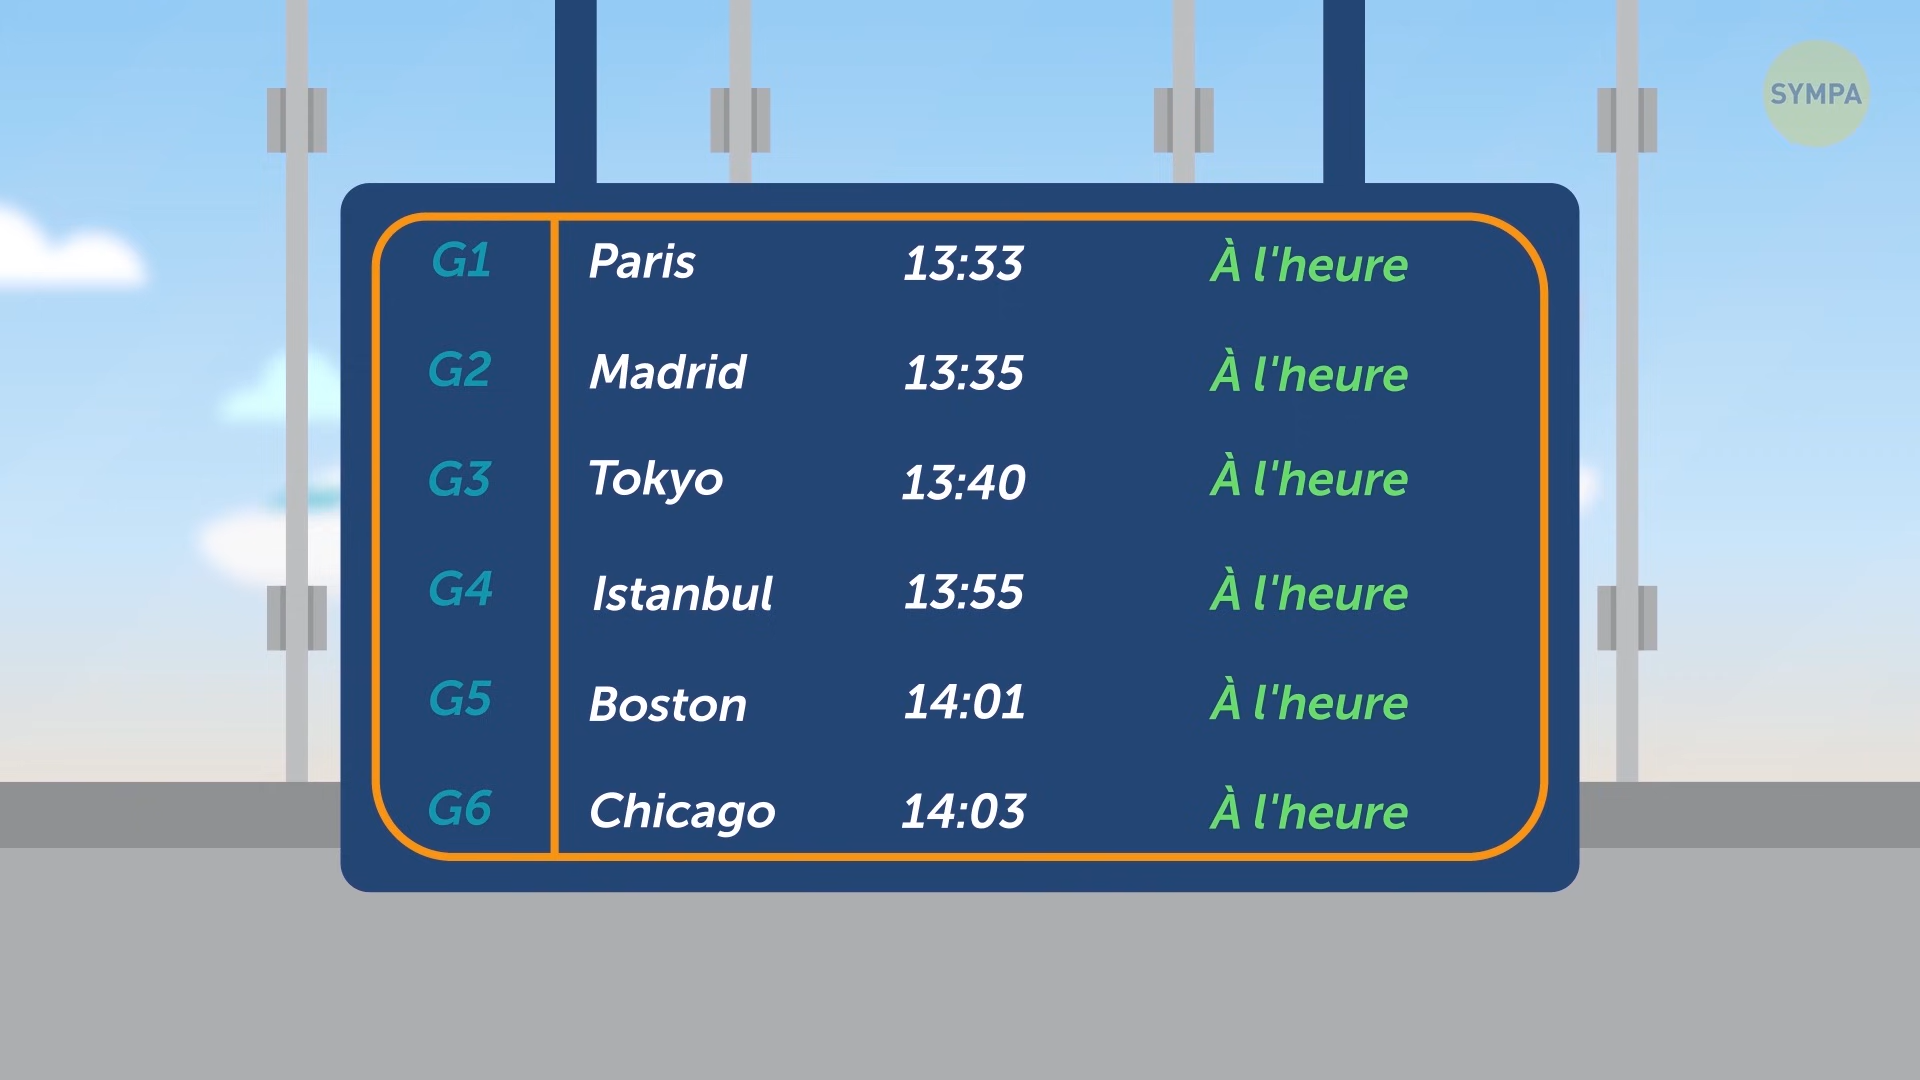 SYMPA
G1 Paris 13:33 À l'heure
G2 Madrid 13:35 À l'heure
G3 Tokyo 13:40 À l'heure
G4 Istanbul 13:55 À l'heure
G5 Boston 14:01 À l'heure
G6 Chicago 14:03 À l'heure